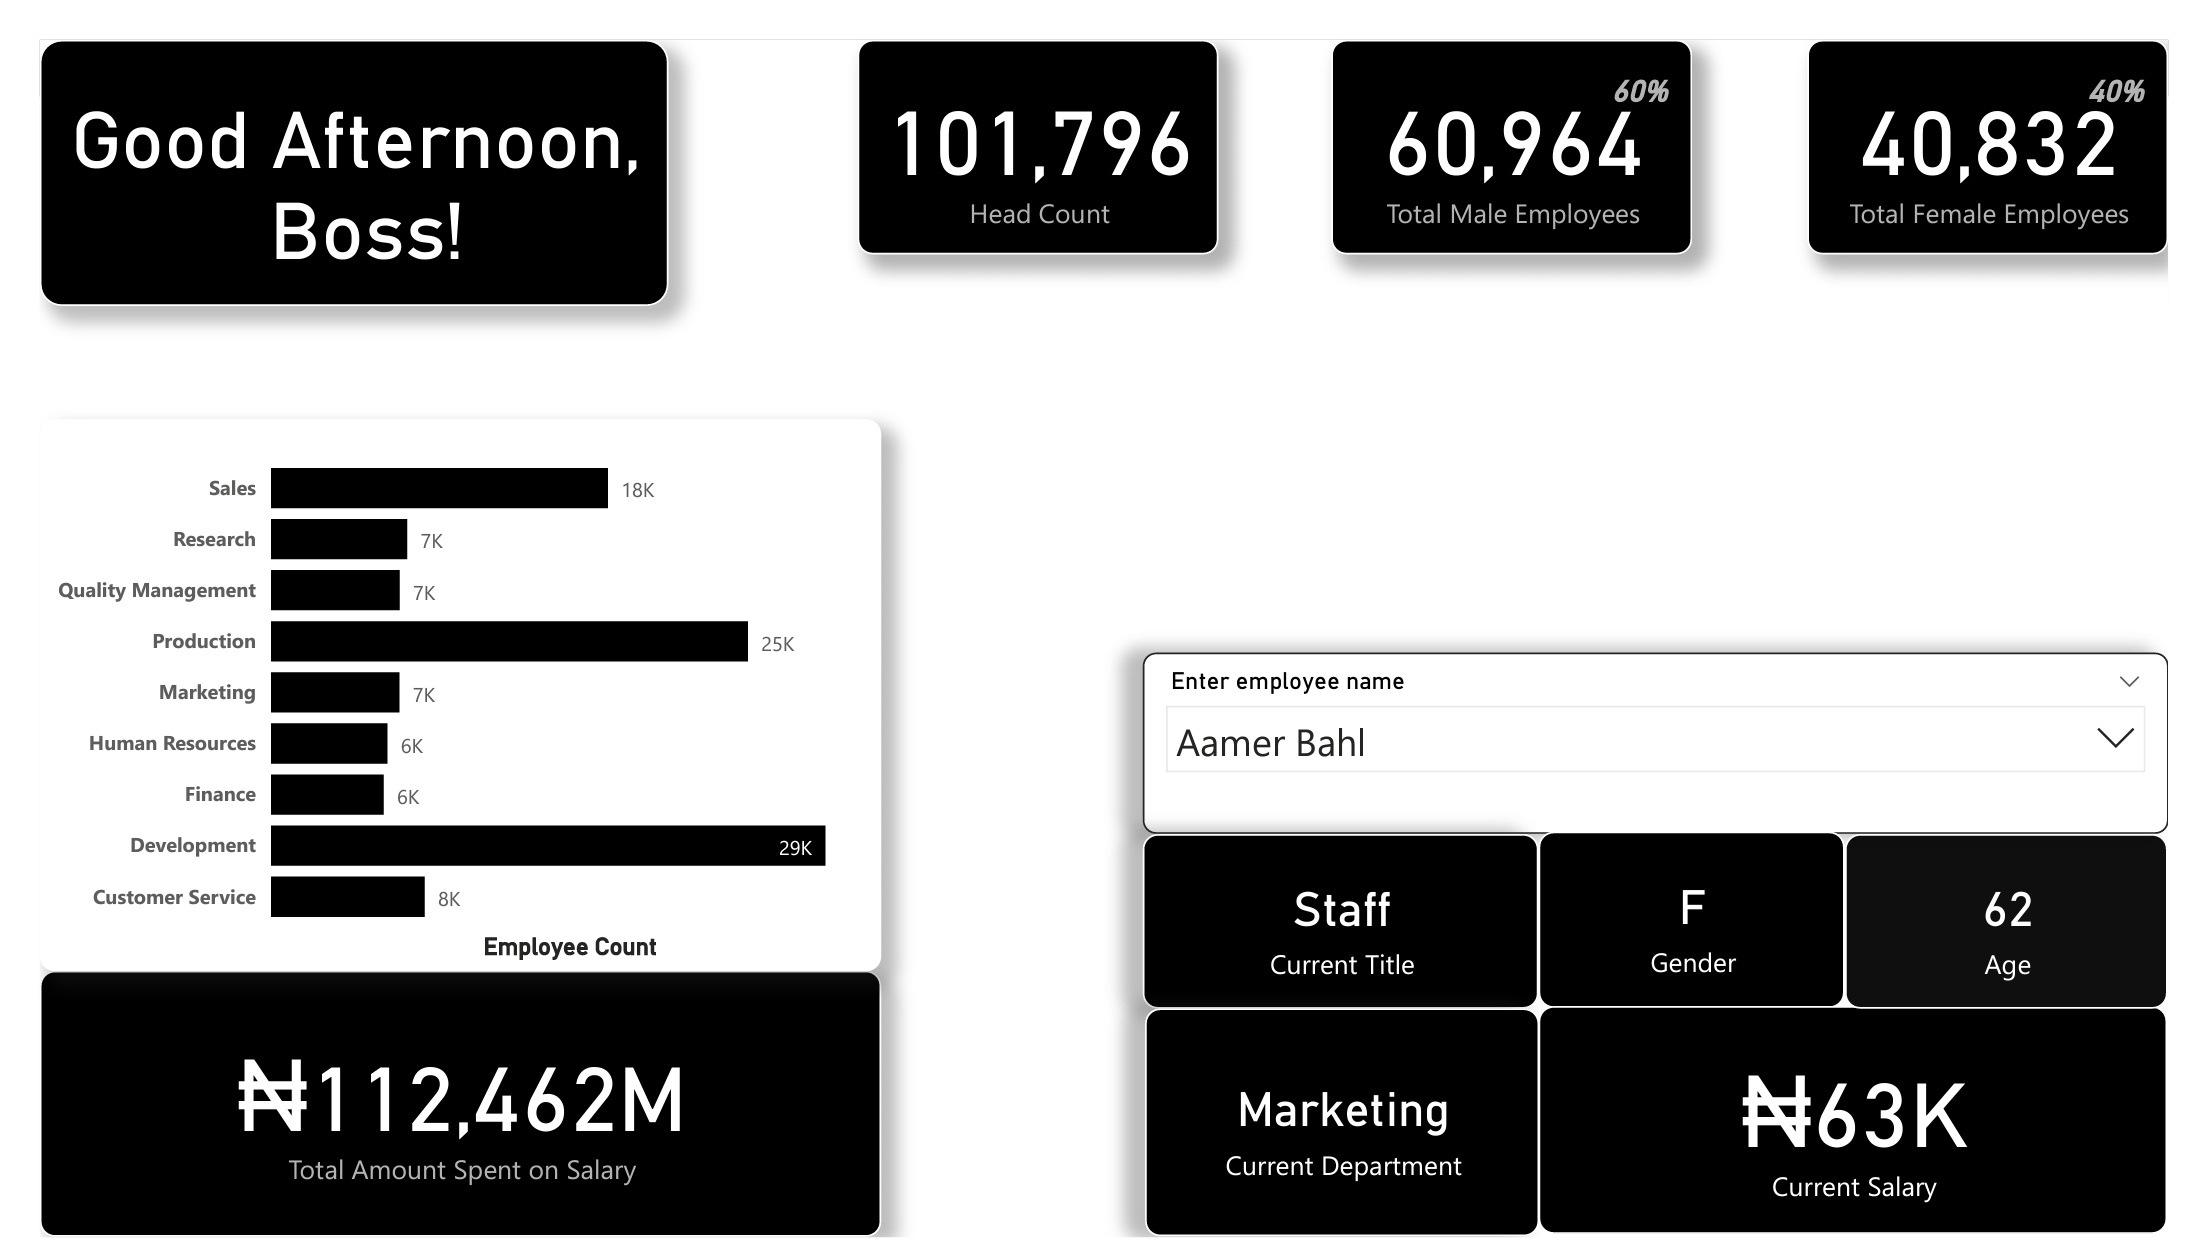 Good Afternoon,
Boss!
101,796
Head Count
60%
60,964
Total Male Employees
40%
40,832
Total Female Employees
Sales 18K
Research 7K
Quality Management 7K
Production 25K
Marketing 7K
Human Resources 6K
Finance 6K
Development 29K
Customer Service 8K
Employee Count
₦112,462M
Total Amount Spent on Salary
Enter employee name
Aamer Bahl
Staff
Current Title
F
Gender
62
Age
Marketing
Current Department
₦63K
Current Salary